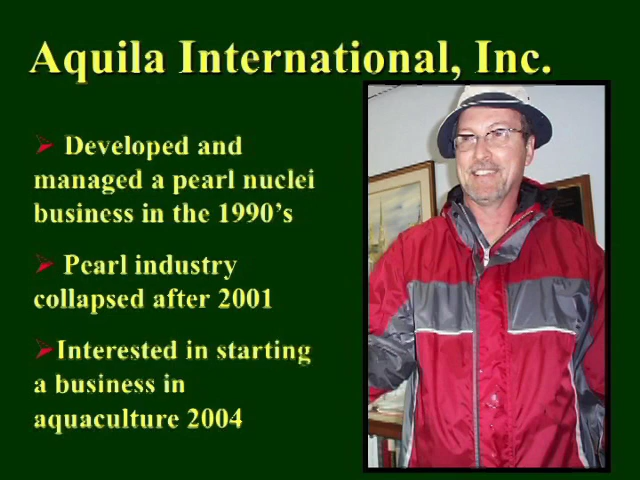 Aquila International, Inc.
Developed and
managed a pearl nuclei
business in the 1990’s
Pearl industry
collapsed after 2001
Interested in starting
a business in
aquaculture 2004